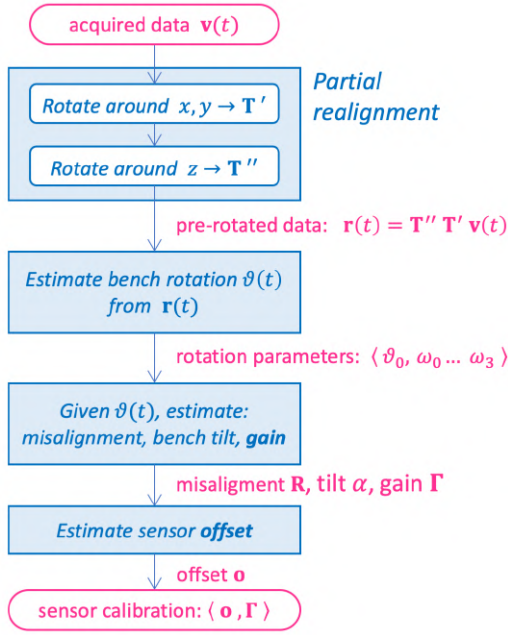 acquired data v(t)
Partial
realignment
Rotate around x, y → T′
Rotate around z → T″
pre-rotated data: r(t) = T″ T′ v(t)
Estimate bench rotation ϑ(t)
from r(t)
rotation parameters: ⟨ ϑ₀, ω₀ … ω₃ ⟩
Given ϑ(t), estimate:
misalignment, bench tilt, gain
misaligment R, tilt α, gain Γ
Estimate sensor offset
offset o
sensor calibration: ⟨ o , Γ ⟩